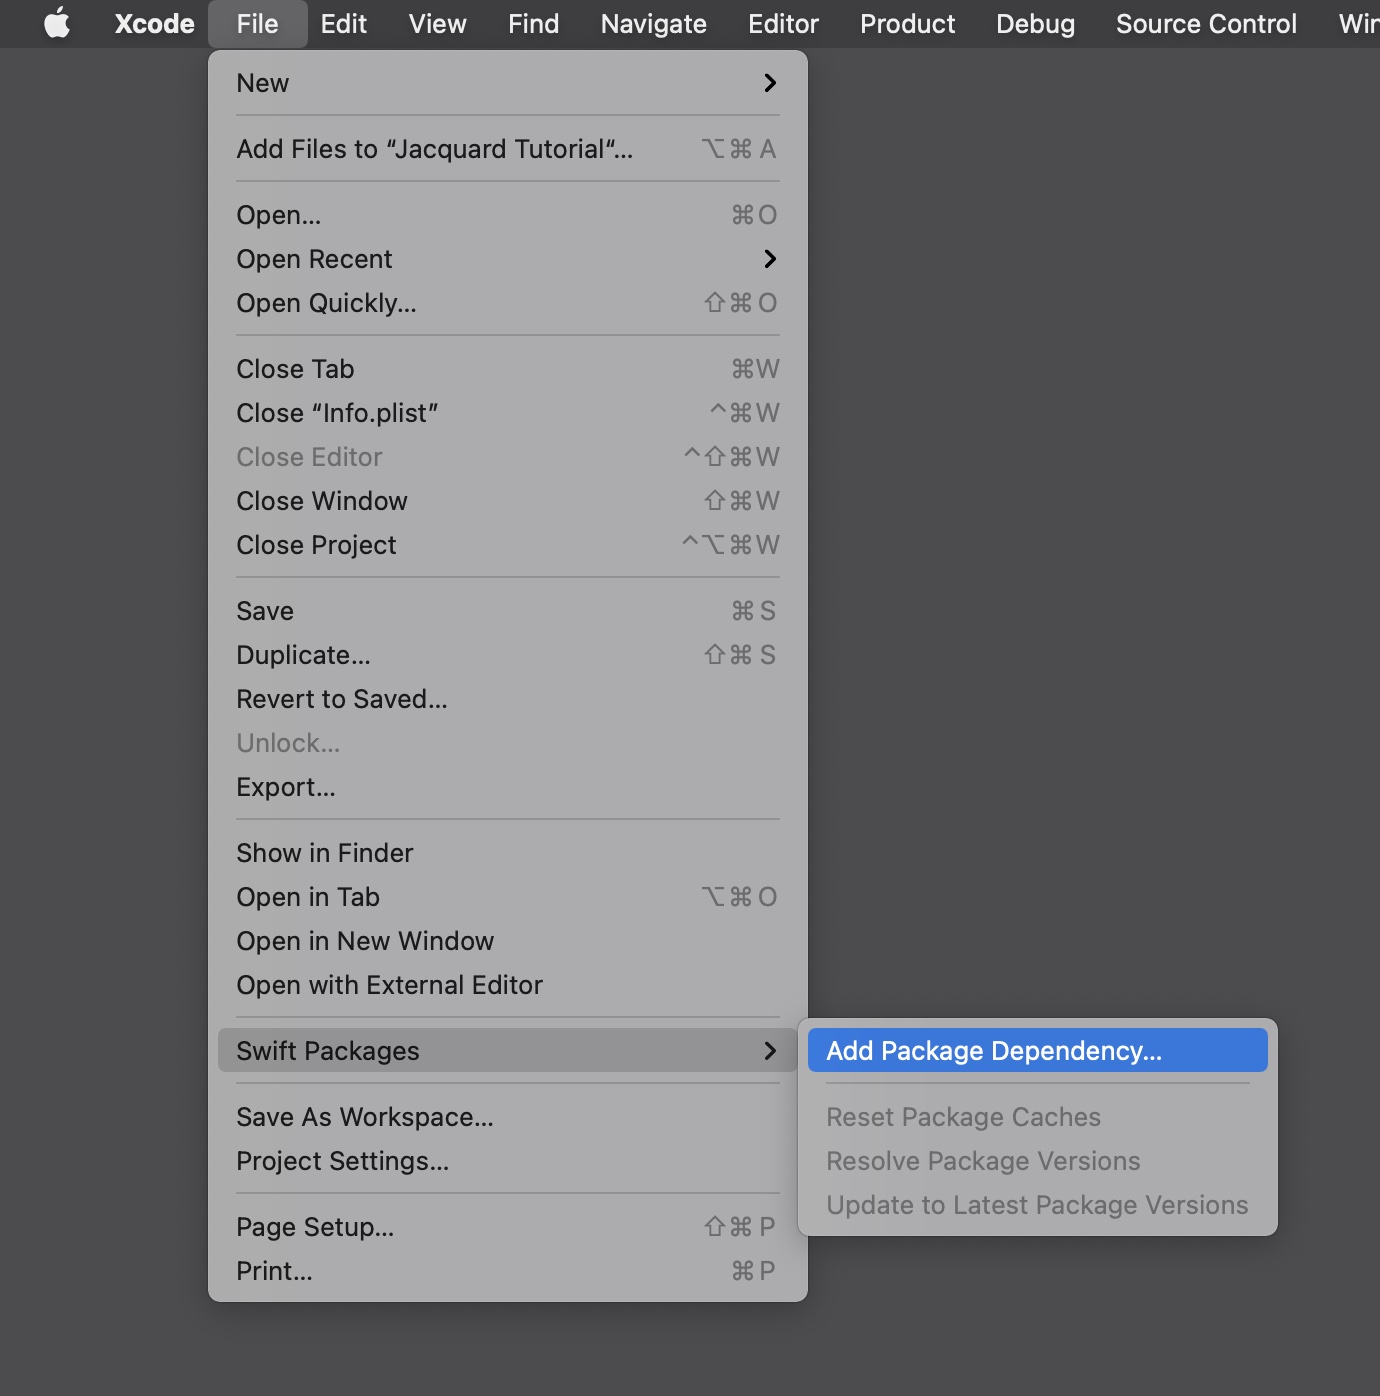 Xcode File Edit View Find Navigate Editor Product Debug Source Control
New
Add Files to “Jacquard Tutorial“... ⌥⌘A
Open... ⌘O
Open Recent
Open Quickly... ⇧⌘O
Close Tab ⌘W
Close “Info.plist” ^⌘W
Close Editor ^⇧⌘W
Close Window ⇧⌘W
Close Project ^⌥⌘W
Save ⌘S
Duplicate... ⇧⌘S
Revert to Saved...
Unlock...
Export...
Show in Finder
Open in Tab ⌥⌘O
Open in New Window
Open with External Editor
Swift Packages
Add Package Dependency...
Reset Package Caches
Resolve Package Versions
Update to Latest Package Versions
Save As Workspace...
Project Settings...
Page Setup... ⇧⌘P
Print... ⌘P